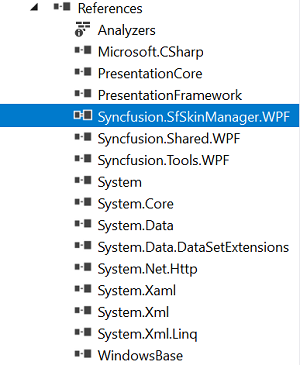 References
Analyzers
Microsoft.CSharp
PresentationCore
PresentationFramework
Syncfusion.SfSkinManager.WPF
Syncfusion.Shared.WPF
Syncfusion.Tools.WPF
System
System.Core
System.Data
System.Data.DataSetExtensions
System.Net.Http
System.Xaml
System.Xml
System.Xml.Linq
WindowsBase